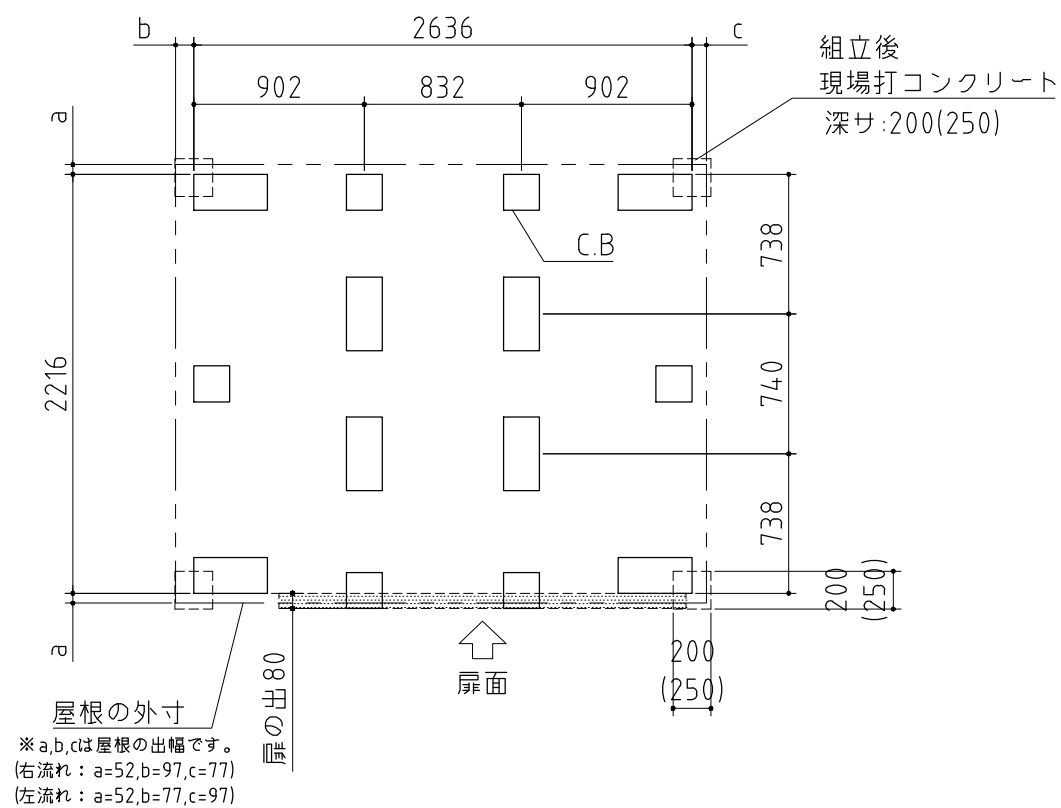 b
2636
c
組立後
現場打コンクリート
深サ:200(250)
902
832
902
a
738
C.B
2216
740
738
200
(250)
a
扉の出80
扉面
200
(250)
屋根の外寸
※a,b,cは屋根の出幅です。
(右流れ：a=52,b=97,c=77)
(左流れ：a=52,b=77,c=97)